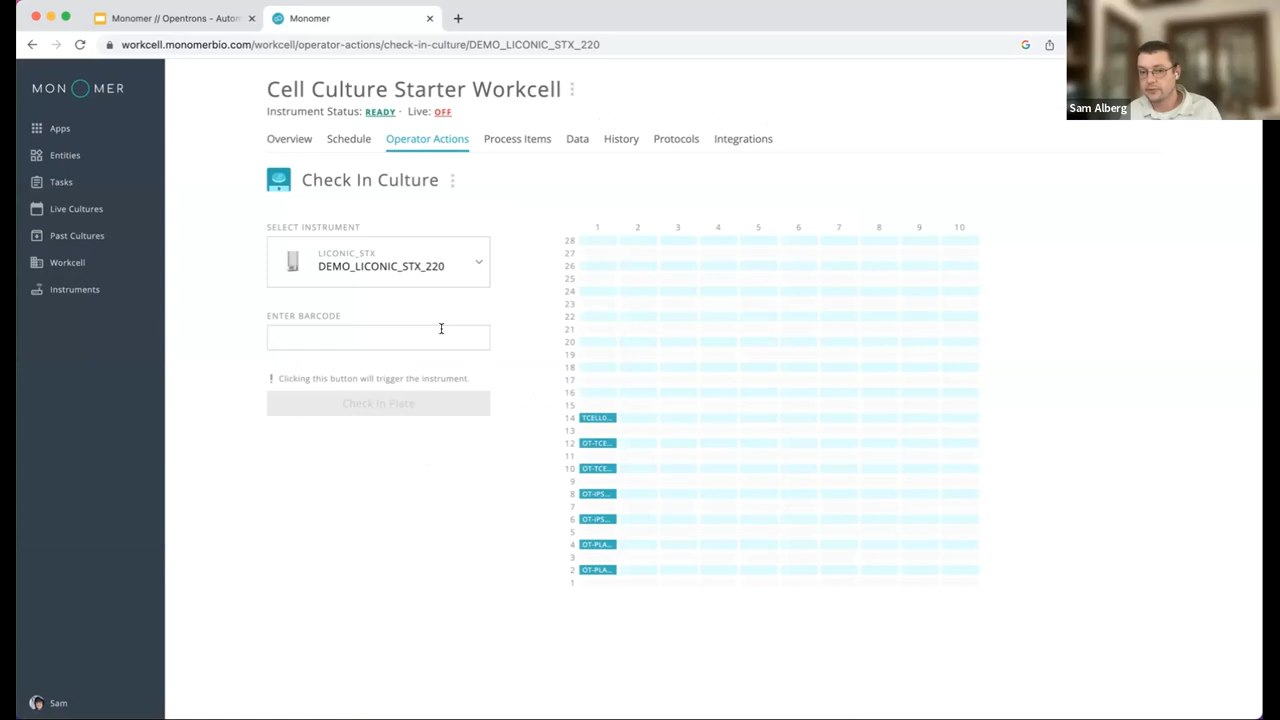 Monomer // Opentrons - Auton
Monomer
workcell.monomerbio.com/workcell/operator-actions/check-in-culture/DEMO_LICONIC_STX_220
Sam Alberg
MONOMER
Apps
Entities
Tasks
Live Cultures
Past Cultures
Workcell
Instruments
Sam
Cell Culture Starter Workcell
Instrument Status: READY · Live: OFF
Overview Schedule Operator Actions Process Items Data History Protocols Integrations
Check In Culture
SELECT INSTRUMENT
LICONIC_STX
DEMO_LICONIC_STX_220
ENTER BARCODE
! Clicking this button will trigger the instrument.
Check In Plate
1 2 3 4 5 6 7 8 9 10
28
27
26
25
24
23
22
21
20
19
18
17
16
15
14 TCELL0...
13
12 OT-TCE...
11
10 OT-TCE...
9
8 OT-IPS...
7
6 OT-IPS...
5
4 OT-PLA...
3
2 OT-PLA...
1